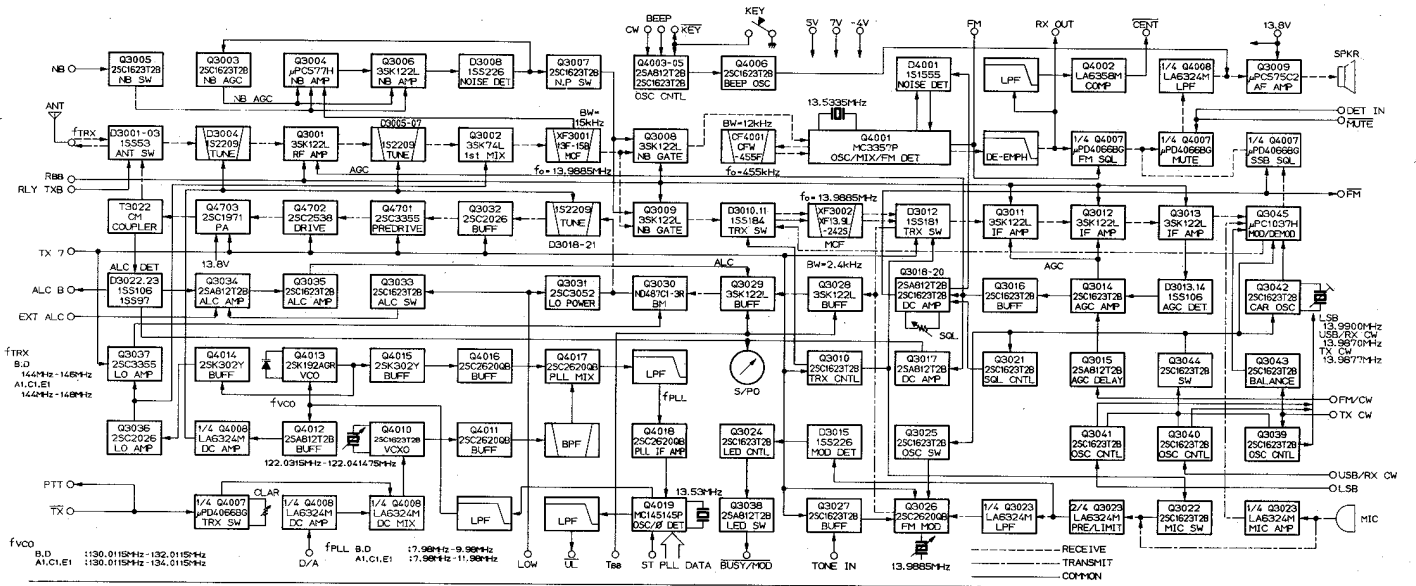 BEEP
CW
KEY
KEY
5V 7V -4V
FM
RX OUT
CENT
13.8V
SPKR
NB
Q3005
2SC1623T2B
NB SW
Q3003
2SC1623T2B
NB AGC
Q3004
μPC577H
NB AMP
Q3006
3SK122L
NB AMP
D3008
1SS226
NOISE DET
Q3007
2SC1623T2B
N.P SW
Q4003-05
2SA812T2B
2SC1623T2B
OSC CNTL
Q4006
2SC1623T2B
BEEP OSC
D4001
1S1555
NOISE DET
LPF
Q4002
LA6358M
COMP
1/4 Q4008
LA6324M
LPF
Q3009
μPC575C2
AF AMP
NB AGC
ANT
fTRX
D3001-03
1SS53
ANT SW
D3004
1S2209
TUNE
Q3001
3SK122L
RF AMP
D3005-07
1S2209
TUNE
Q3002
3SK74L
1st MIX
BW=
15kHz
XF3001
13F-15B
MCF
fo=13.9885MHz
Q3008
3SK122L
NB GATE
BW=12kHz
CF4001
CFW
-455F
fo=455kHz
13.5335MHz
Q4001
MC3357P
OSC/MIX/FM DET
DE-EMPH
1/4 Q4007
μPD4066BG
FM SQL
1/4 Q4007
μPD4066BG
MUTE
1/4 Q4007
μPD4066BG
SSB SQL
DET IN
MUTE
AGC
RBB
RLY TXB
FM
T3022
CM
COUPLER
Q4703
2SC1971
PA
Q4702
2SC2538
DRIVE
Q4701
2SC3355
PREDRIVE
Q3032
2SC2026
BUFF
1S2209
TUNE
D3018-21
Q3009
3SK122L
NB GATE
D3010.11
1SS184
TRX SW
fo=13.9885MHz
XF3002
XF13.9L
-242S
MCF
BW=2.4kHz
D3012
1SS181
TRX SW
Q3011
3SK122L
IF AMP
Q3012
3SK122L
IF AMP
Q3013
3SK122L
IF AMP
Q3045
μPC1037H
MOD/DEMOD
TX 7
ALC DET
13.8V
ALC
AGC
ALC B
D3022.23
1SS106
1SS97
Q3034
2SA812T2B
ALC AMP
Q3035
2SC1623T2B
ALC AMP
Q3033
2SC1623T2B
ALC SW
Q3031
2SC3052
LO POWER
Q3030
ND487C1-3R
BM
Q3029
3SK122L
BUFF
Q3028
3SK122L
BUFF
Q3018-20
2SA812T2B
2SC1623T2B
DC AMP
SQL
Q3016
2SC1623T2B
BUFF
Q3014
2SC1623T2B
AGC AMP
D3013.14
1SS106
AGC DET
Q3042
2SC1623T2B
CAR OSC
LSB
13.9900MHz
USB/RX CW
13.9870MHz
TX CW
13.9877MHz
EXT ALC
fTRX
B.D
144MHz-146MHz
A1.C1.E1
144MHz-148MHz
Q3037
2SC3355
LO AMP
Q4014
2SK302Y
BUFF
Q4013
2SK192AGR
VCO
Q4015
2SK302Y
BUFF
Q4016
2SC2620QB
BUFF
Q4017
2SC2620QB
PLL MIX
LPF
S/PO
Q3010
2SC1623T2B
TRX CNTL
Q3017
2SA812T2B
DC AMP
Q3021
2SC1623T2B
SQL CNTL
Q3015
2SA812T2B
AGC DELAY
Q3044
2SC1623T2B
SW
Q3043
2SC1623T2B
BALANCE
fVCO
fPLL
FM/CW
TX CW
Q3036
2SC2026
LO AMP
1/4 Q4008
LA6324M
DC AMP
Q4012
2SA812T2B
BUFF
Q4010
2SC1623T2B
VCXO
Q4011
2SC2620QB
BUFF
BPF
Q4018
2SC2620QB
PLL IF AMP
Q3024
2SC1623T2B
LED CNTL
D3015
1SS226
MOD DET
Q3025
2SC1623T2B
OSC SW
Q3041
2SC1623T2B
OSC CNTL
Q3040
2SC1623T2B
OSC CNTL
Q3039
2SC1623T2B
OSC CNTL
122.0315MHz-122.041475MHz
USB/RX CW
LSB
PTT
TX
1/4 Q4007
μPD4066BG
TRX SW
CLAR
1/4 Q4008
LA6324M
DC AMP
1/4 Q4008
LA6324M
DC MIX
LPF
LPF
13.53MHz
Q4019
MC145145P
OSC/Ø DET
Q3038
2SA812T2B
LED SW
Q3027
2SC1623T2B
BUFF
Q3026
2SC2620QB
FM MOD
1/4 Q3023
LA6324M
LPF
2/4 Q3023
LA6324M
PRE/LIMIT
Q3022
2SC1623T2B
MIC SW
1/4 Q3023
LA6324M
MIC AMP
MIC
fVCO
B.D :130.0115MHz-132.0115MHz
A1.C1.E1 :130.0115MHz-134.0115MHz
D/A
fPLL B.D :7.98MHz-9.98MHz
A1.C1.E1 :7.98MHz-11.98MHz
LOW
UL
TBB
ST PLL DATA
BUSY/MOD
TONE IN
13.9885MHz
RECEIVE
TRANSMIT
COMMON